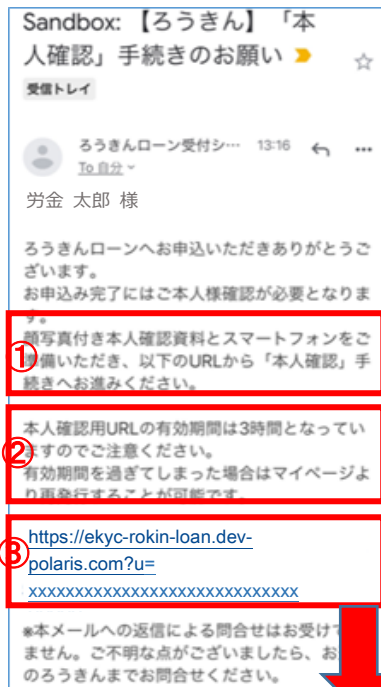 Sandbox: 【ろうきん】「本
人確認」手続きのお願い
受信トレイ
ろうきんローン受付シ… 13:16
To 自分
労金 太郎 様
ろうきんローンへお申込いただきありがとうご
ざいます。
お申込み完了にはご本人様確認が必要となりま
す。
①
顔写真付き本人確認資料とスマートフォンをご
準備いただき、以下のURLから「本人確認」手
続きへお進みください。
②
本人確認用URLの有効期間は3時間となってい
ますのでご注意ください。
有効期間を過ぎてしまった場合はマイページよ
り再発行することが可能です。
③
https://ekyc-rokin-loan.dev-
polaris.com?u=
xxxxxxxxxxxxxxxxxxxxxxxxxxxxx
※本メールへの返信による問合せはお受けで
ません。ご不明な点がございましたら、お
のろうきんまでお問合せください。